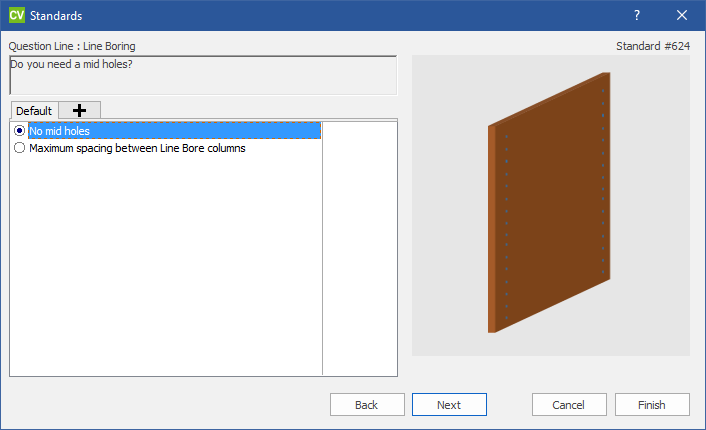 CV Standards ?
Question Line : Line Boring
Standard #624
Do you need a mid holes?
Default
No mid holes
Maximum spacing between Line Bore columns
Back Next Cancel Finish